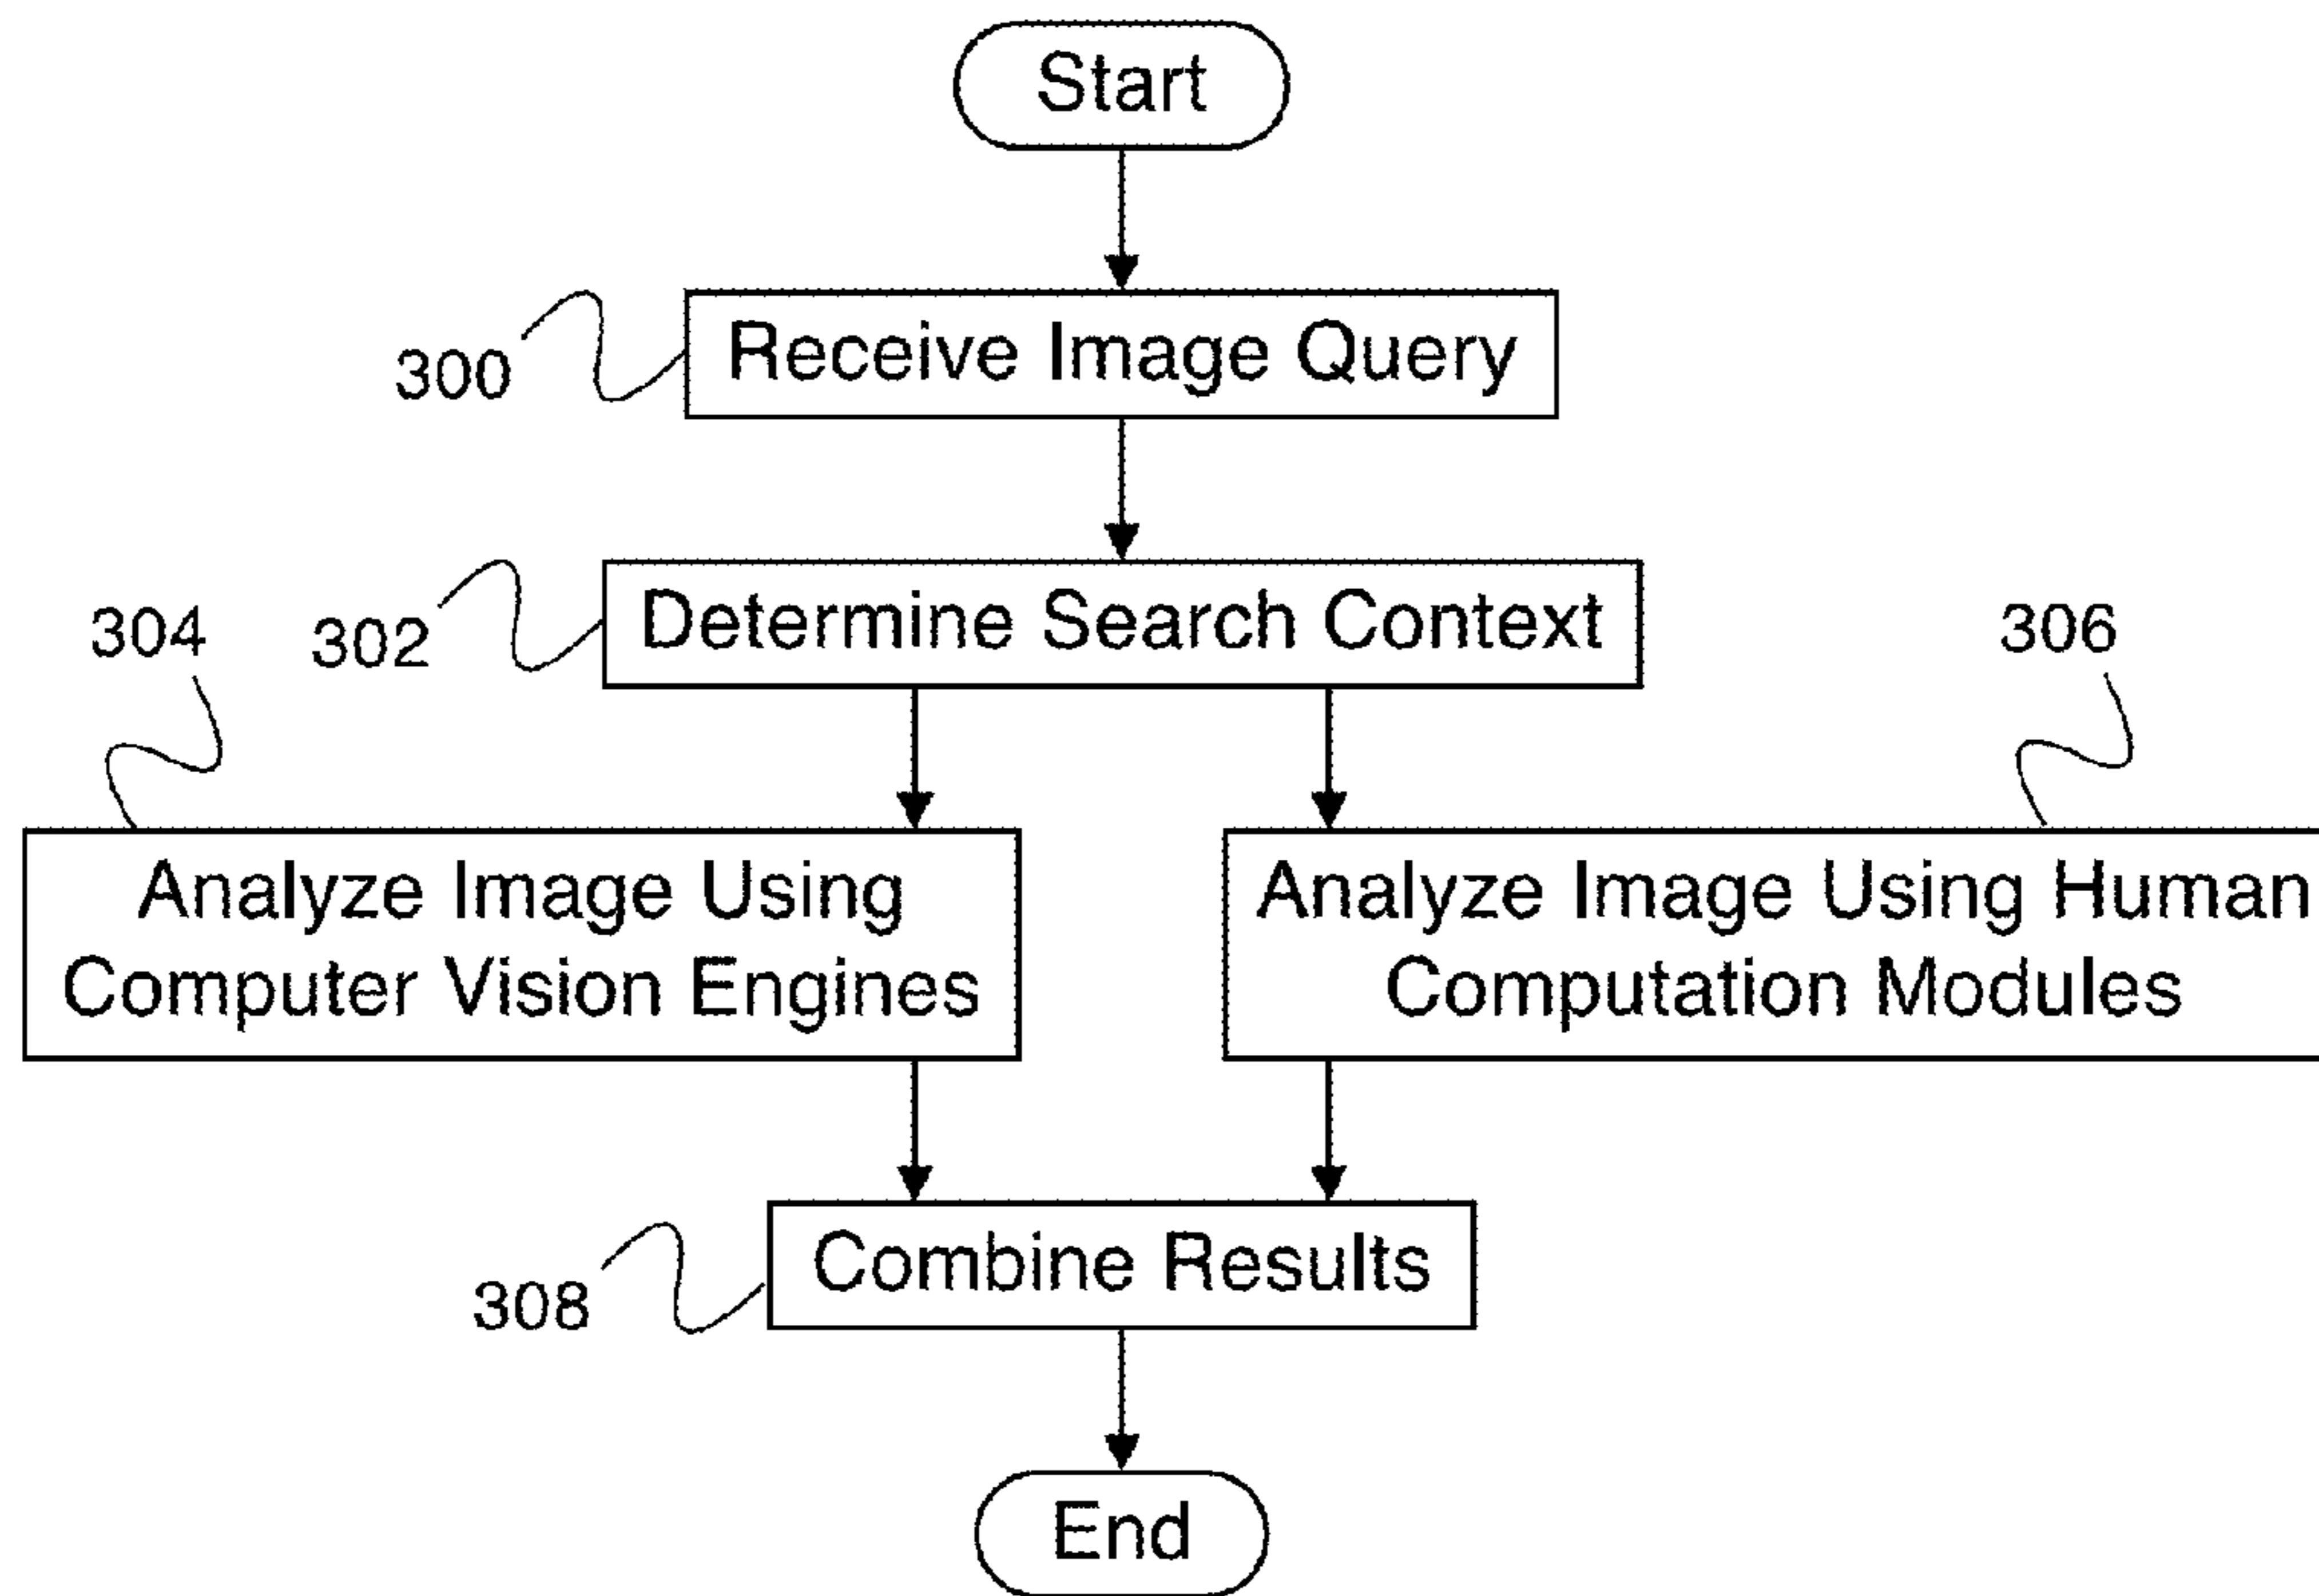 Start
300
Receive Image Query
304
302
Determine Search Context
306
Analyze Image Using
Computer Vision Engines
Analyze Image Using Human
Computation Modules
308
Combine Results
End